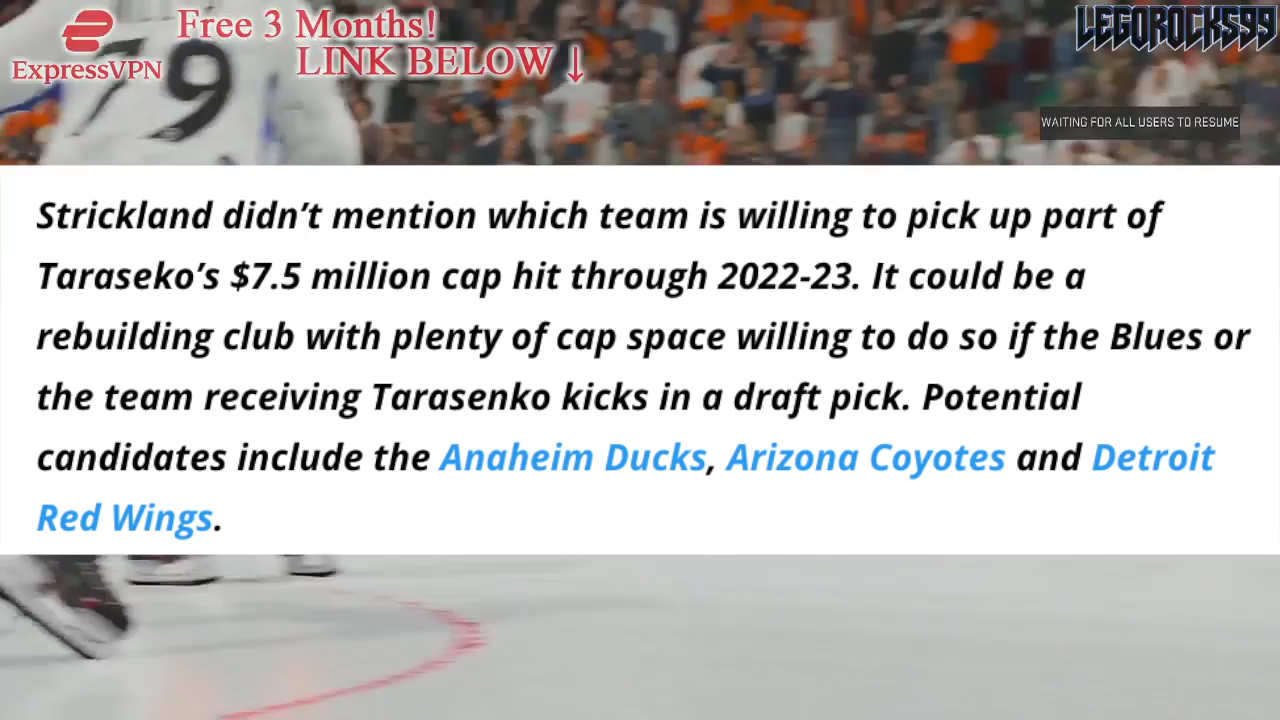 Free 3 Months!
LINK BELOW ↓
ExpressVPN
79
LEGOROCKS99
WAITING FOR ALL USERS TO RESUME
Strickland didn't mention which team is willing to pick up part of
Taraseko's $7.5 million cap hit through 2022-23. It could be a
rebuilding club with plenty of cap space willing to do so if the Blues or
the team receiving Tarasenko kicks in a draft pick. Potential
candidates include the Anaheim Ducks, Arizona Coyotes and Detroit
Red Wings.